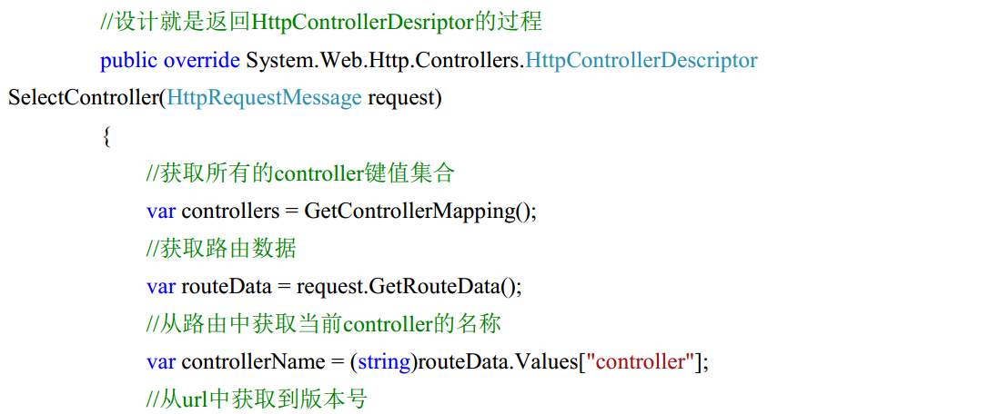 //设计就是返回HttpControllerDesriptor的过程
public override System.Web.Http.Controllers.HttpControllerDescriptor
SelectController(HttpRequestMessage request)
{
//获取所有的controller键值集合
var controllers = GetControllerMapping();
//获取路由数据
var routeData = request.GetRouteData();
//从路由中获取当前controller的名称
var controllerName = (string)routeData.Values["controller"];
//从url中获取到版本号